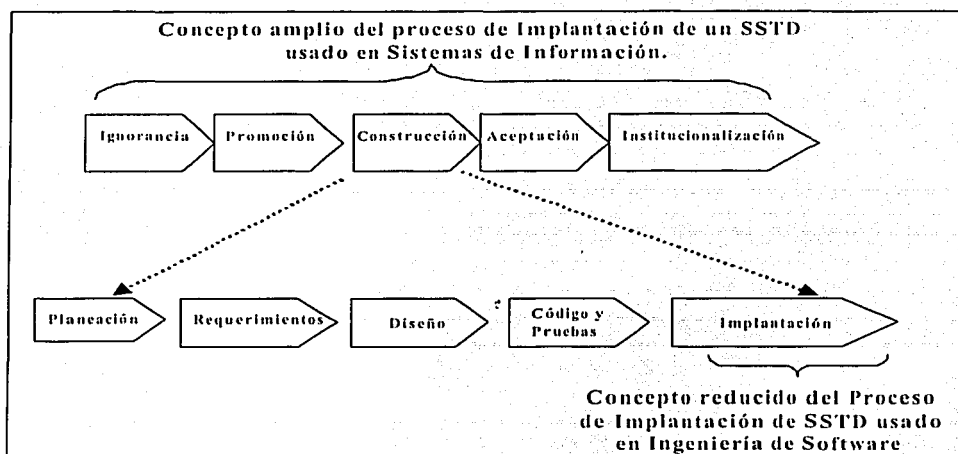 Concepto amplio del proceso de Implantación de un SSTD
usado en Sistemas de Información.
Ignorancia
Promoción
Construcción
Aceptación
Institucionalización
Planeación
Requerimientos
Diseño
Código y
Pruebas
Implantación
Concepto reducido del Proceso
de Implantación de SSTD usado
en Ingeniería de Software